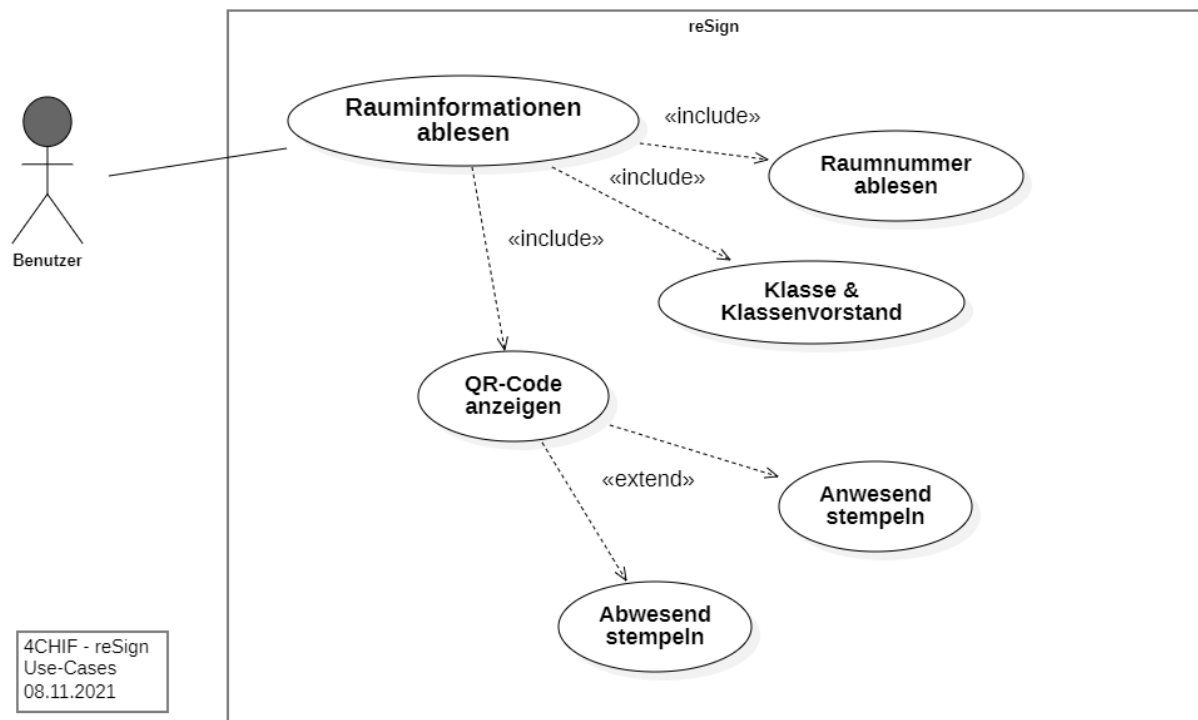 reSign
Rauminformationen
ablesen
«include»
Raumnummer
ablesen
«include»
«include»
Benutzer
Klasse &
Klassenvorstand
QR-Code
anzeigen
«extend»
Anwesend
stempeln
Abwesend
stempeln
4CHIF - reSign
Use-Cases
08.11.2021